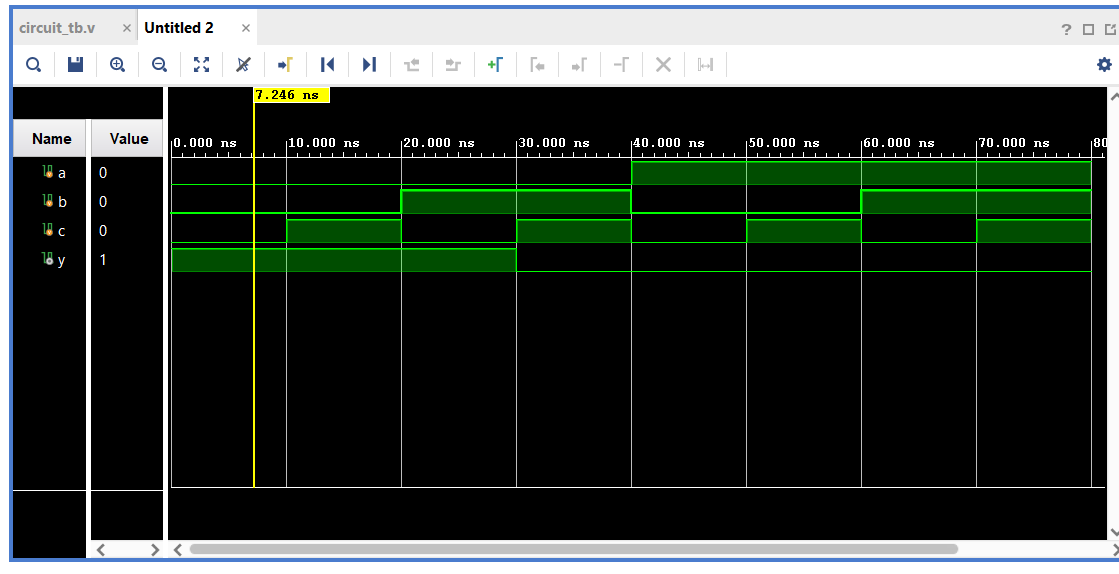 circuit_tb.v × Untitled 2 × ?
7.246 ns
Name Value
0.000 ns 10.000 ns 20.000 ns 30.000 ns 40.000 ns 50.000 ns 60.000 ns 70.000 ns 80
a 0
b 0
c 0
y 1